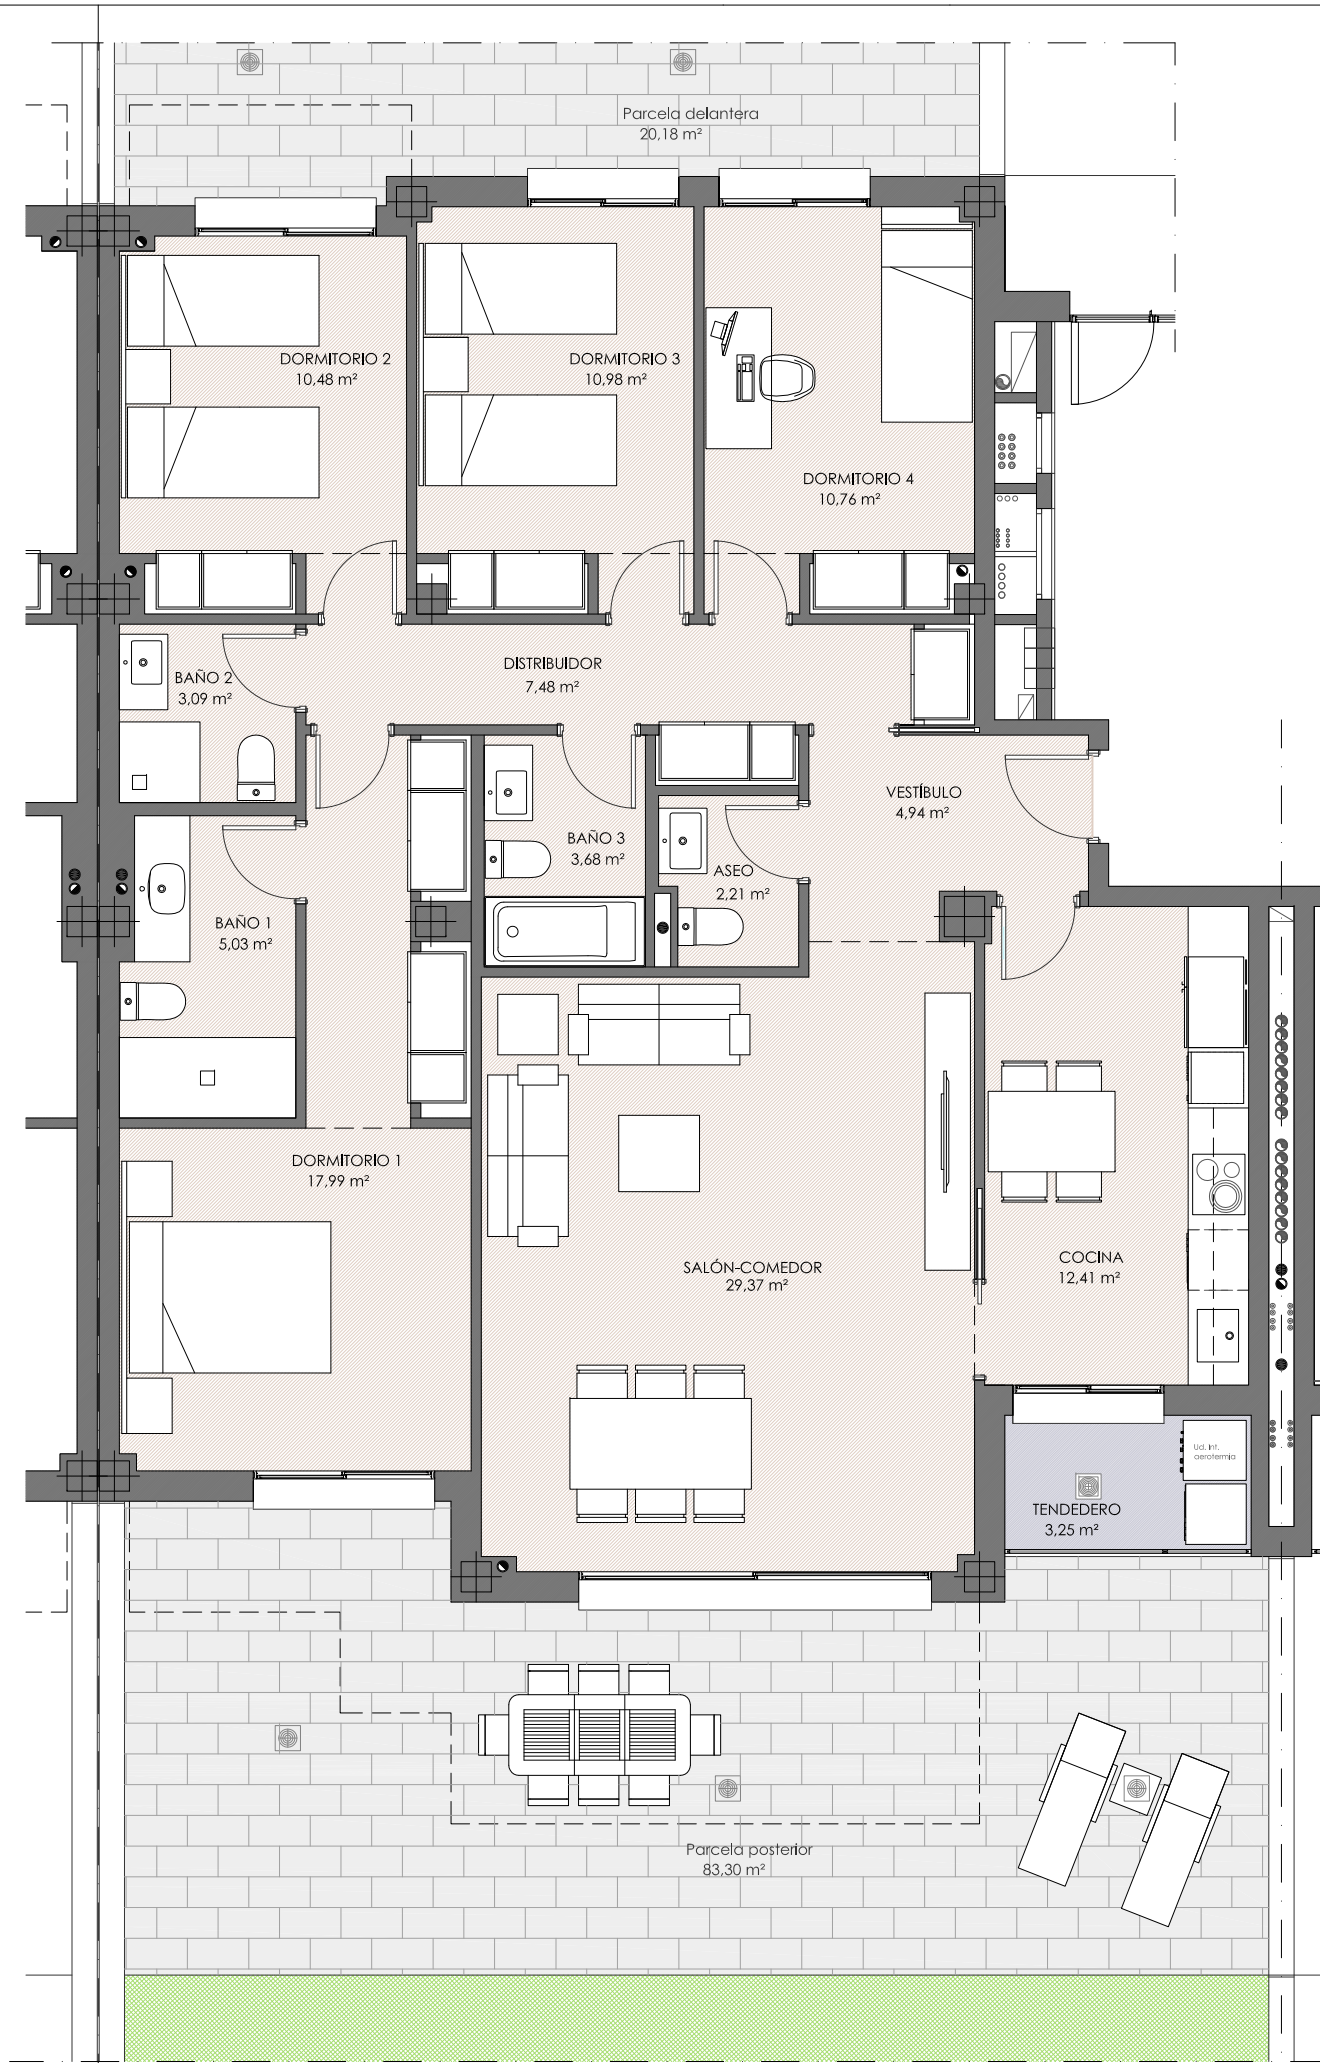 Parcela delantera
20,18 m²
DORMITORIO 2
10,48 m²
DORMITORIO 3
10,98 m²
DORMITORIO 4
10,76 m²
DISTRIBUIDOR
7,48 m²
BAÑO 2
3,09 m²
VESTÍBULO
4,94 m²
BAÑO 3
3,68 m²
ASEO
2,21 m²
BAÑO 1
5,03 m²
DORMITORIO 1
17,99 m²
SALÓN-COMEDOR
29,37 m²
COCINA
12,41 m²
Ud. Int.
aerotermia
TENDEDERO
3,25 m²
Parcela posterior
83,30 m²